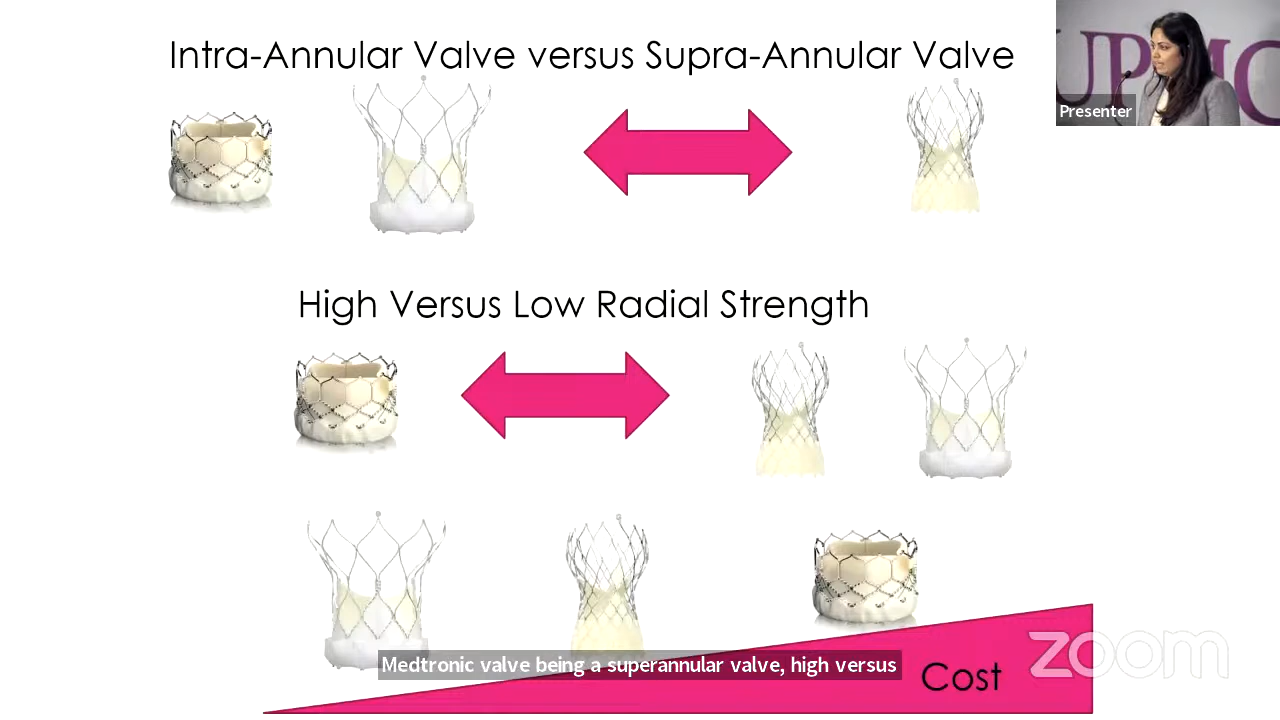 Intra-Annular Valve versus Supra-Annular Valve
UPMC
Presenter
High Versus Low Radial Strength
Medtronic valve being a superannular valve, high versus
Cost
zoom